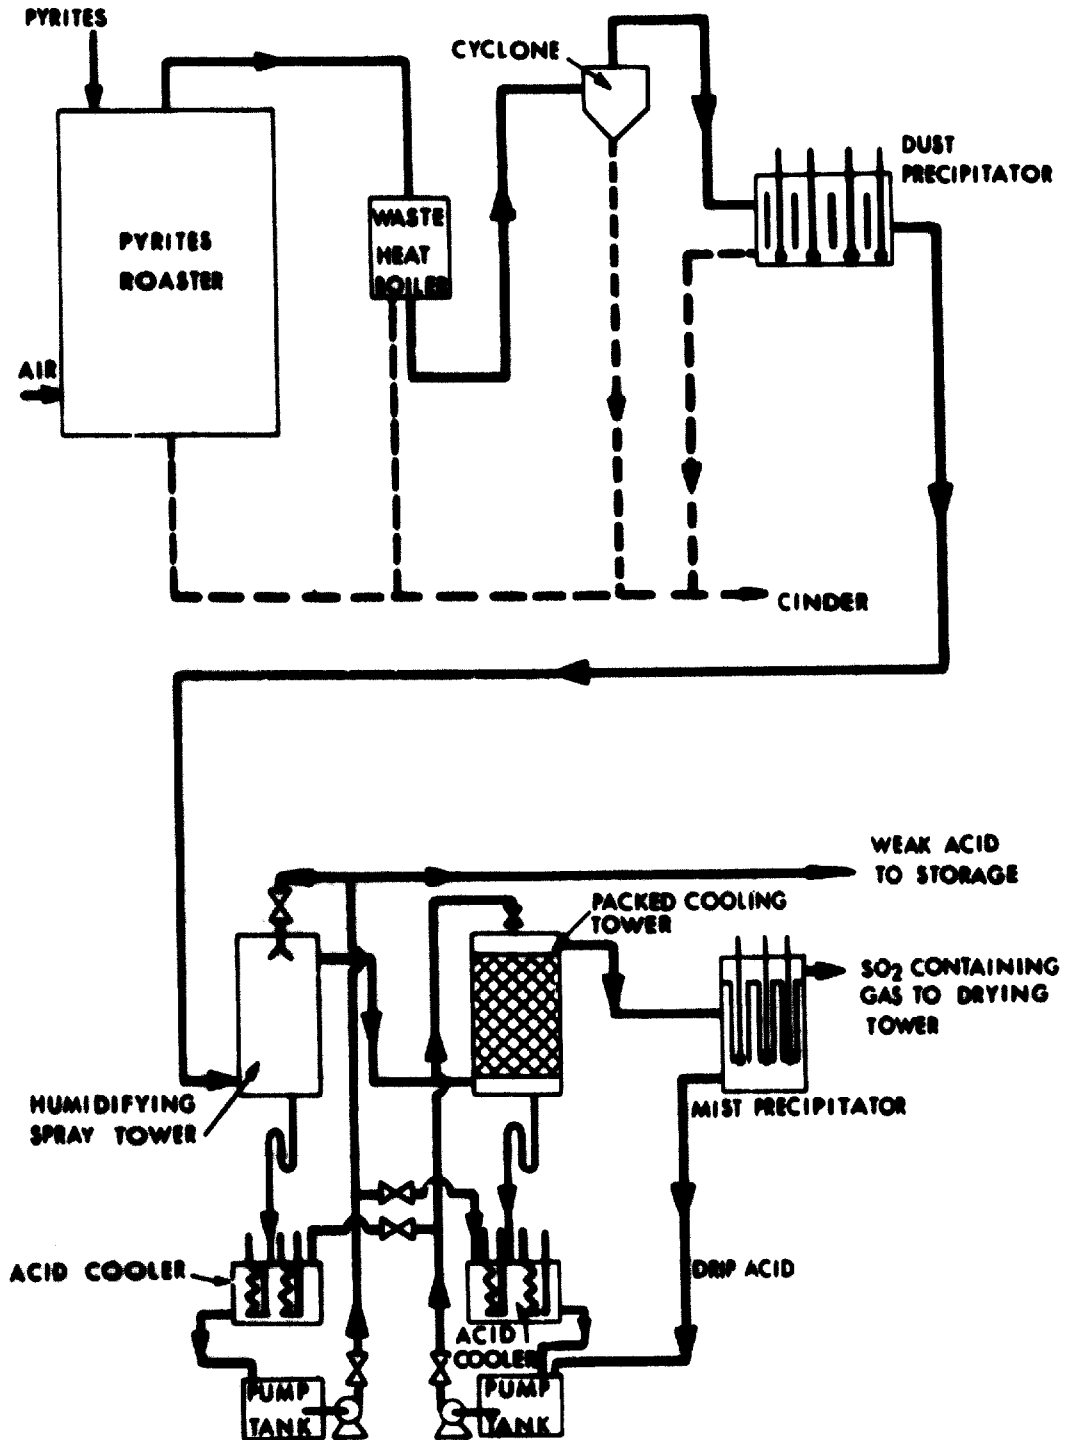 PYRITES
CYCLONE
DUST
PRECIPITATOR
WASTE
HEAT
BOILER
PYRITES
ROASTER
AIR
CINDER
WEAK ACID
TO STORAGE
PACKED COOLING
TOWER
SO₂ CONTAINING
GAS TO DRYING
TOWER
HUMIDIFYING
SPRAY TOWER
MIST PRECIPITATOR
ACID COOLER
DRIP ACID
ACID
COOLER
PUMP
TANK
PUMP
TANK